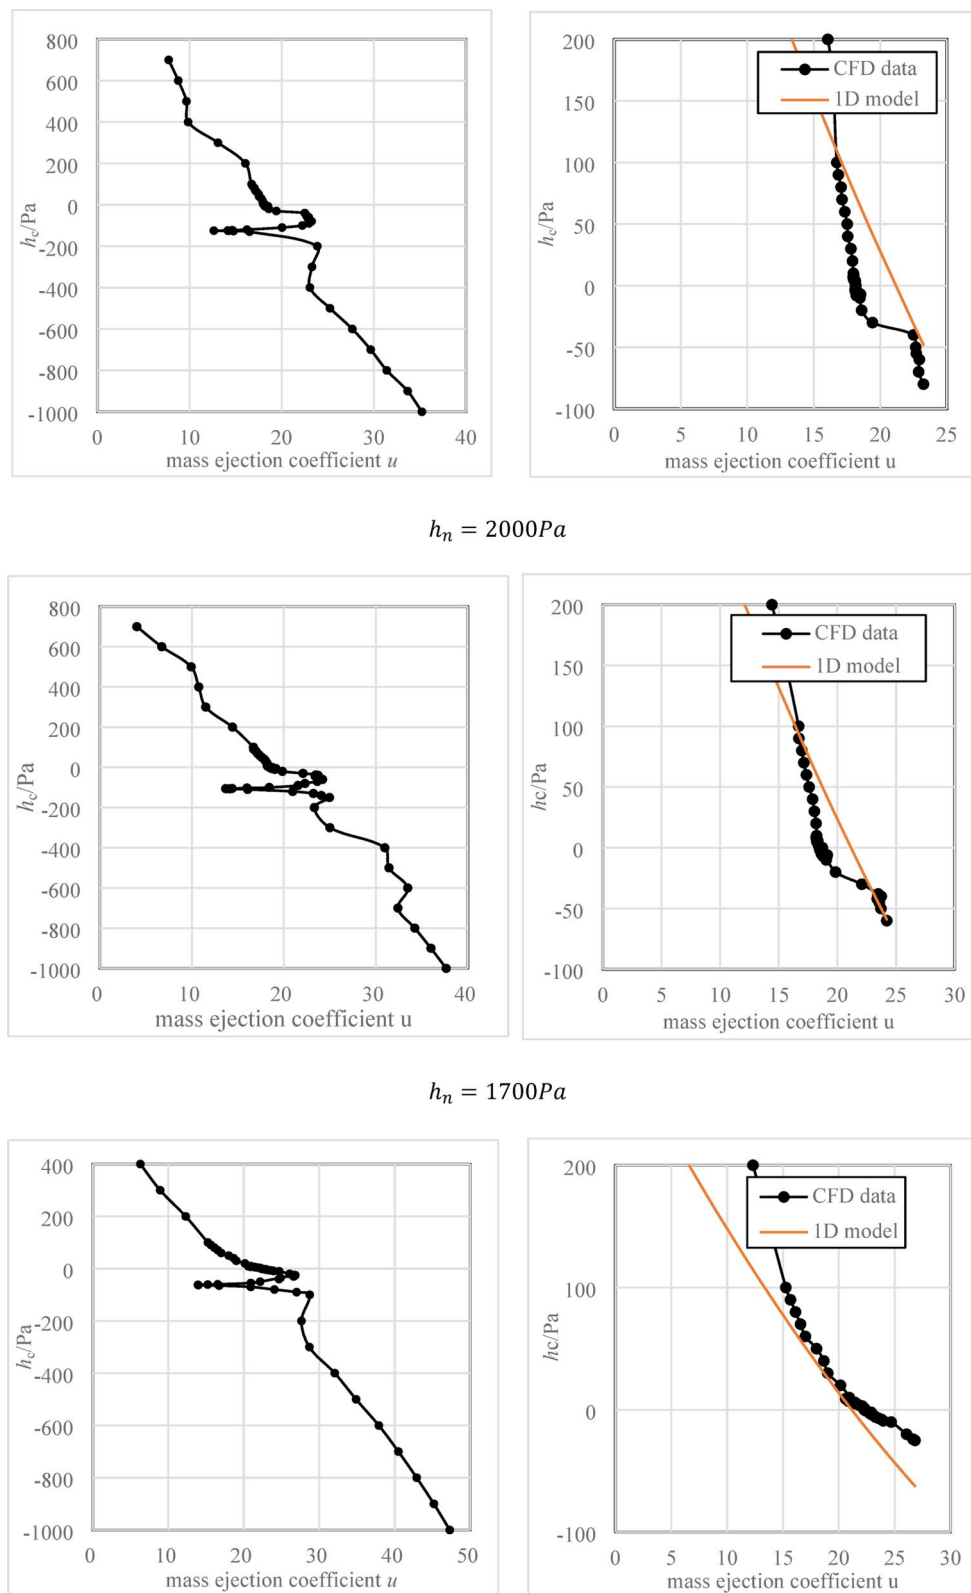 800
600
400
200
0
-200
-400
-600
-800
-1000
h_c/Pa
0 10 20 30 40
mass ejection coefficient u
200
150
100
50
0
-50
-100
h_c/Pa
CFD data
1D model
0 5 10 15 20 25
mass ejection coefficient u
h_n = 2000Pa
800
600
400
200
0
-200
-400
-600
-800
-1000
h_c/Pa
0 10 20 30 40
mass ejection coefficient u
200
150
100
50
0
-50
-100
hc/Pa
CFD data
1D model
0 5 10 15 20 25 30
mass ejection coefficient u
h_n = 1700Pa
400
200
0
-200
-400
-600
-800
-1000
h_c/Pa
0 10 20 30 40 50
mass ejection coefficient u
200
100
0
-100
hc/Pa
CFD data
1D model
0 5 10 15 20 25 30
mass ejection coefficient u